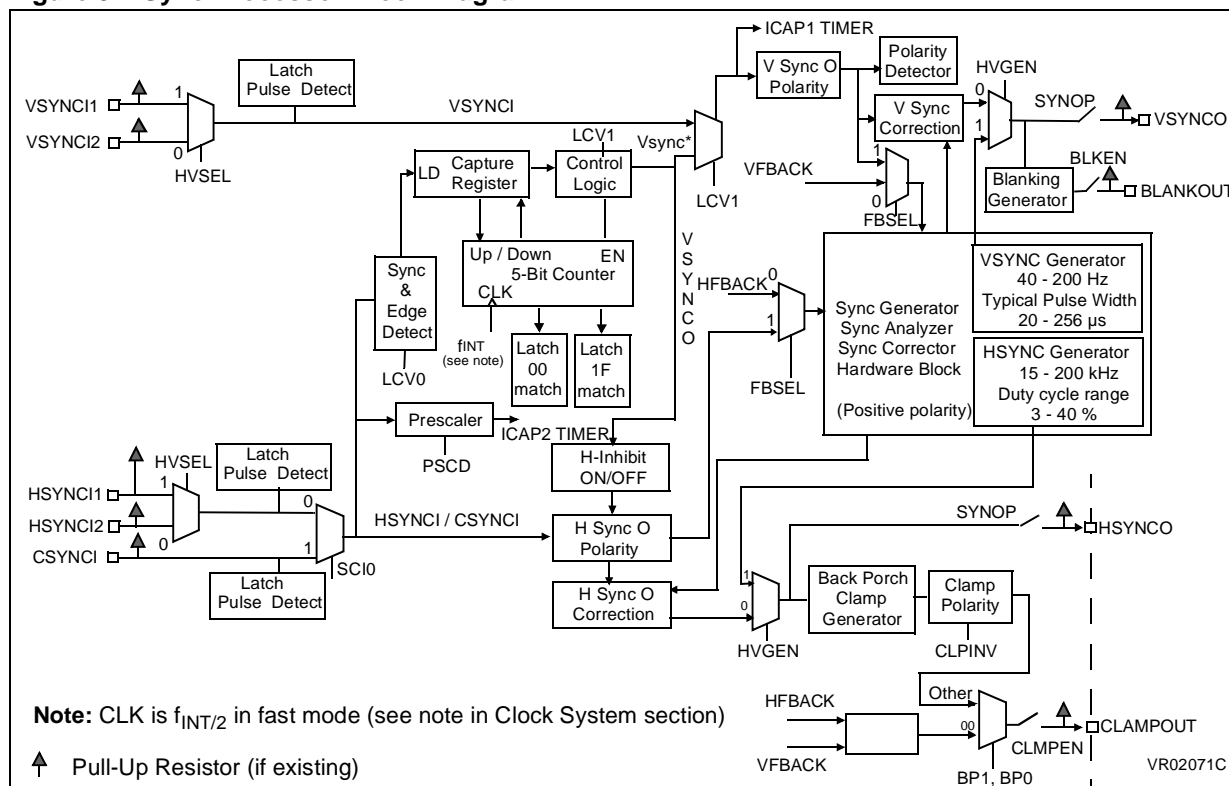 ICAP1 TIMER
Latch
Pulse Detect
V Sync O
Polarity
Polarity
Detector
HVGEN
VSYNCI1
1
VSYNCI
0
SYNOP
VSYNCO
VSYNCI2
0
HVSEL
LCV1
Vsync*
V Sync
Correction
1
LD
Capture
Register
Control
Logic
LCV1
VFBACK
1
0
FBSEL
BLKEN
Blanking
Generator
BLANKOUT
Sync
&
Edge
Detect
LCV0
Up / Down
EN
5-Bit Counter
CLK
VSYNCO
fINT
(see note)
Latch
00
match
Latch
1F
match
HFBACK
0
1
FBSEL
Sync Generator
Sync Analyzer
Sync Corrector
Hardware Block
(Positive polarity)
VSYNC Generator
40 - 200 Hz
Typical Pulse Width
20 - 256 µs
HSYNC Generator
15 - 200 kHz
Duty cycle range
3 - 40 %
Prescaler
ICAP2 TIMER
PSCD
H-Inhibit
ON/OFF
HVSEL
Latch
Pulse Detect
HSYNCI1
1
0
HSYNCI2
0
HSYNCI / CSYNCI
H Sync O
Polarity
SYNOP
HSYNCO
CSYNCI
1
SCI0
Latch
Pulse Detect
H Sync O
Correction
1
0
HVGEN
Back Porch
Clamp
Generator
Clamp
Polarity
CLPINV
Note: CLK is fINT/2 in fast mode (see note in Clock System section)
HFBACK
Other
00
CLMPEN
CLAMPOUT
VFBACK
BP1, BP0
Pull-Up Resistor (if existing)
VR02071C